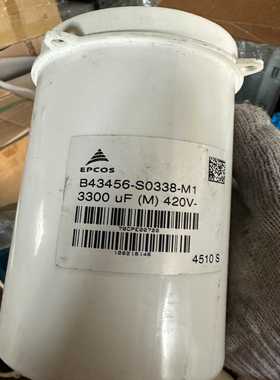 EPCOS
B43456-S0338-M1
3300 uF (M) 420V-
4510 S